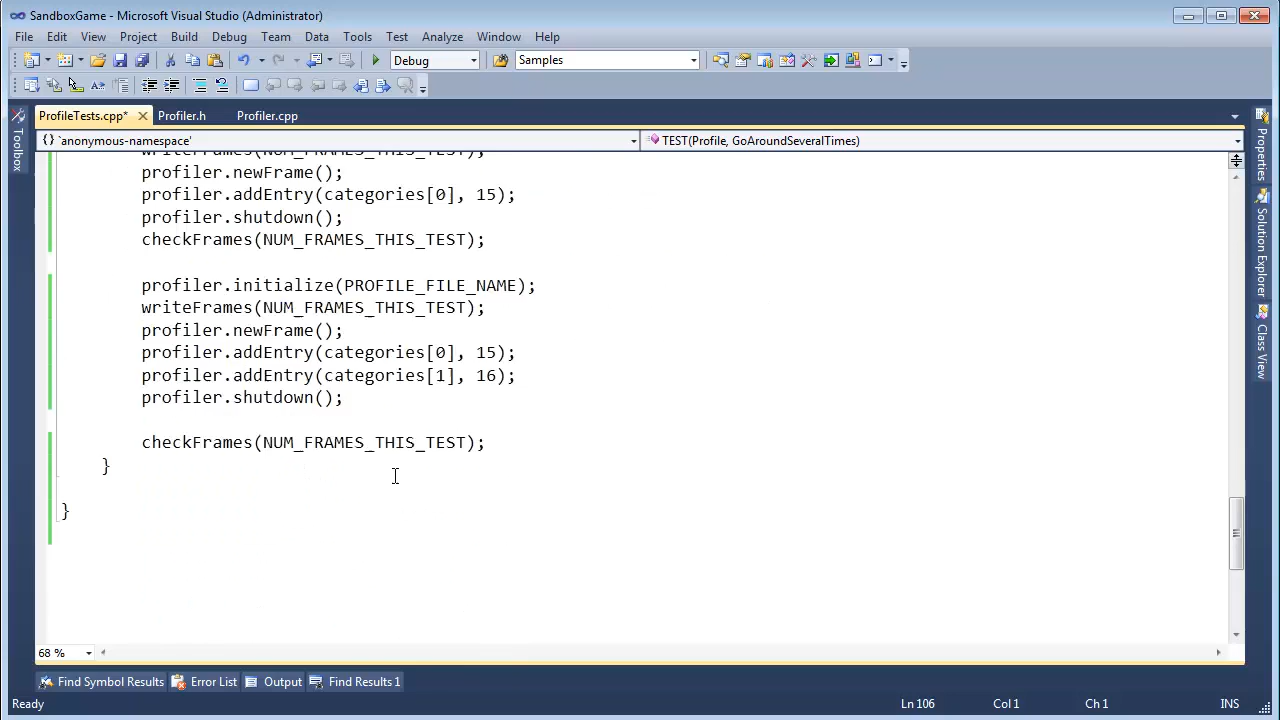 SandboxGame - Microsoft Visual Studio (Administrator)
File Edit View Project Build Debug Team Data Tools Test Analyze Window Help
Debug Samples
ProfileTests.cpp* Profiler.h Profiler.cpp
{} `anonymous-namespace' TEST(Profile, GoAroundSeveralTimes)
writeFrames(NUM_FRAMES_THIS_TEST);
profiler.newFrame();
profiler.addEntry(categories[0], 15);
profiler.shutdown();
checkFrames(NUM_FRAMES_THIS_TEST);
profiler.initialize(PROFILE_FILE_NAME);
writeFrames(NUM_FRAMES_THIS_TEST);
profiler.newFrame();
profiler.addEntry(categories[0], 15);
profiler.addEntry(categories[1], 16);
profiler.shutdown();
checkFrames(NUM_FRAMES_THIS_TEST);
}
}
Toolbox
Properties
Solution Explorer
Class View
68 %
Find Symbol Results Error List Output Find Results 1
Ready Ln 106 Col 1 Ch 1 INS